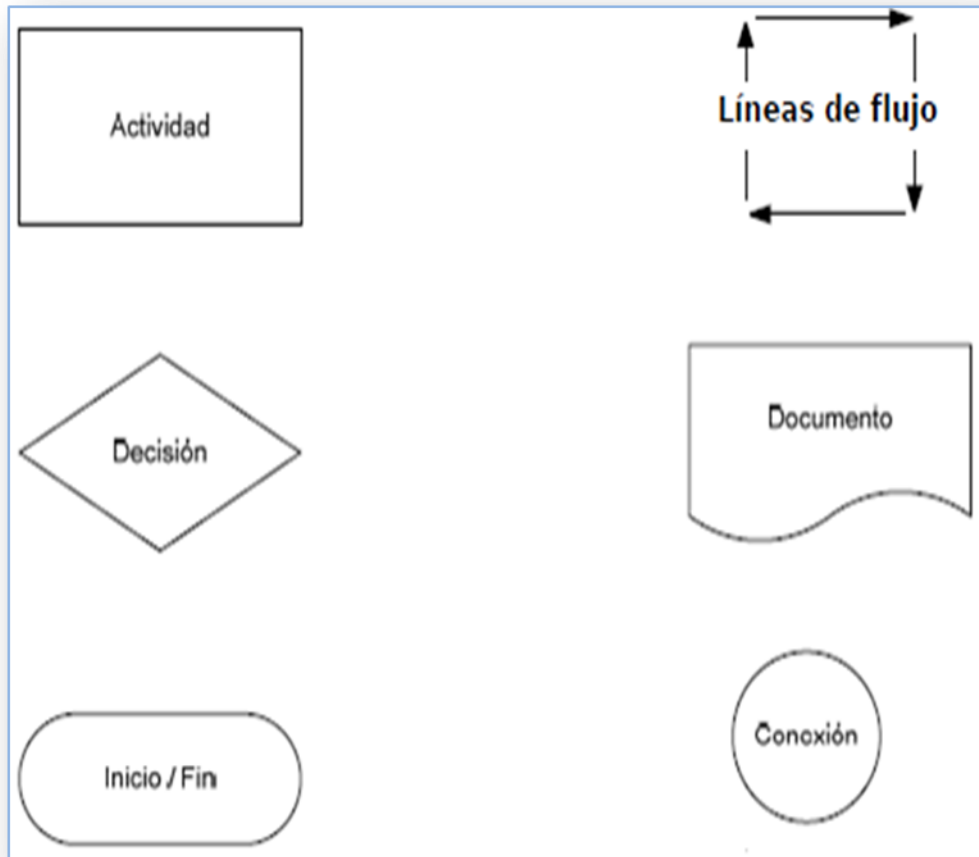 Actividad
Líneas de flujo
Decisión
Documento
Inicio / Fin
Conexión